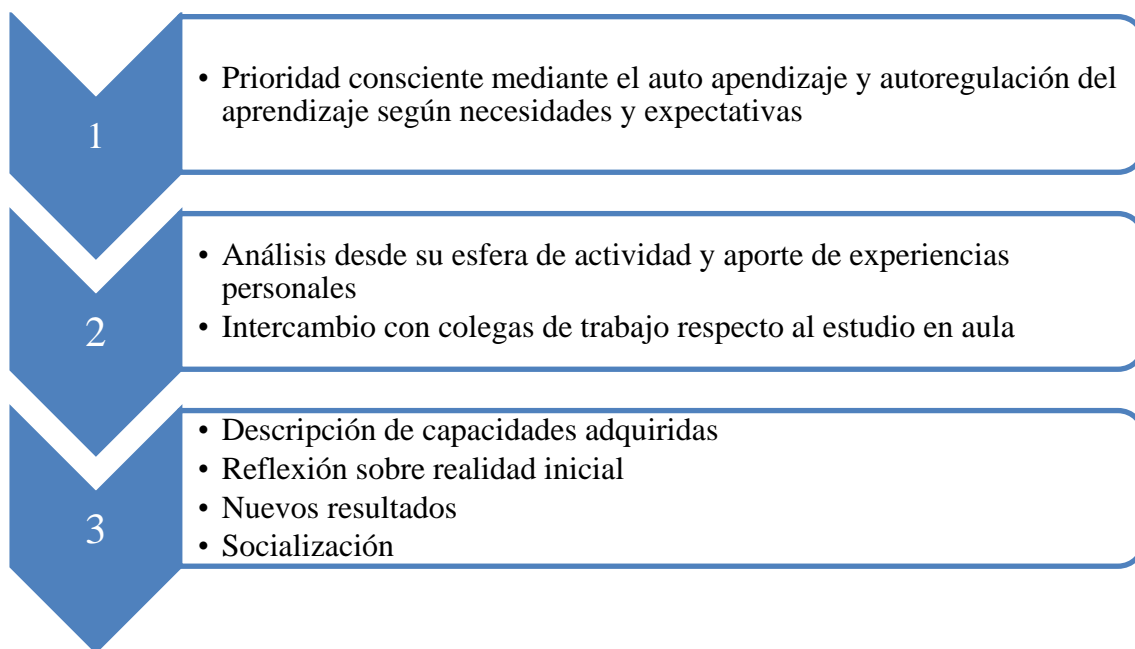 1
• Prioridad consciente mediante el auto apendizaje y autoregulación del
aprendizaje según necesidades y expectativas
2
• Análisis desde su esfera de actividad y aporte de experiencias
personales
• Intercambio con colegas de trabajo respecto al estudio en aula
3
• Descripción de capacidades adquiridas
• Reflexión sobre realidad inicial
• Nuevos resultados
• Socialización